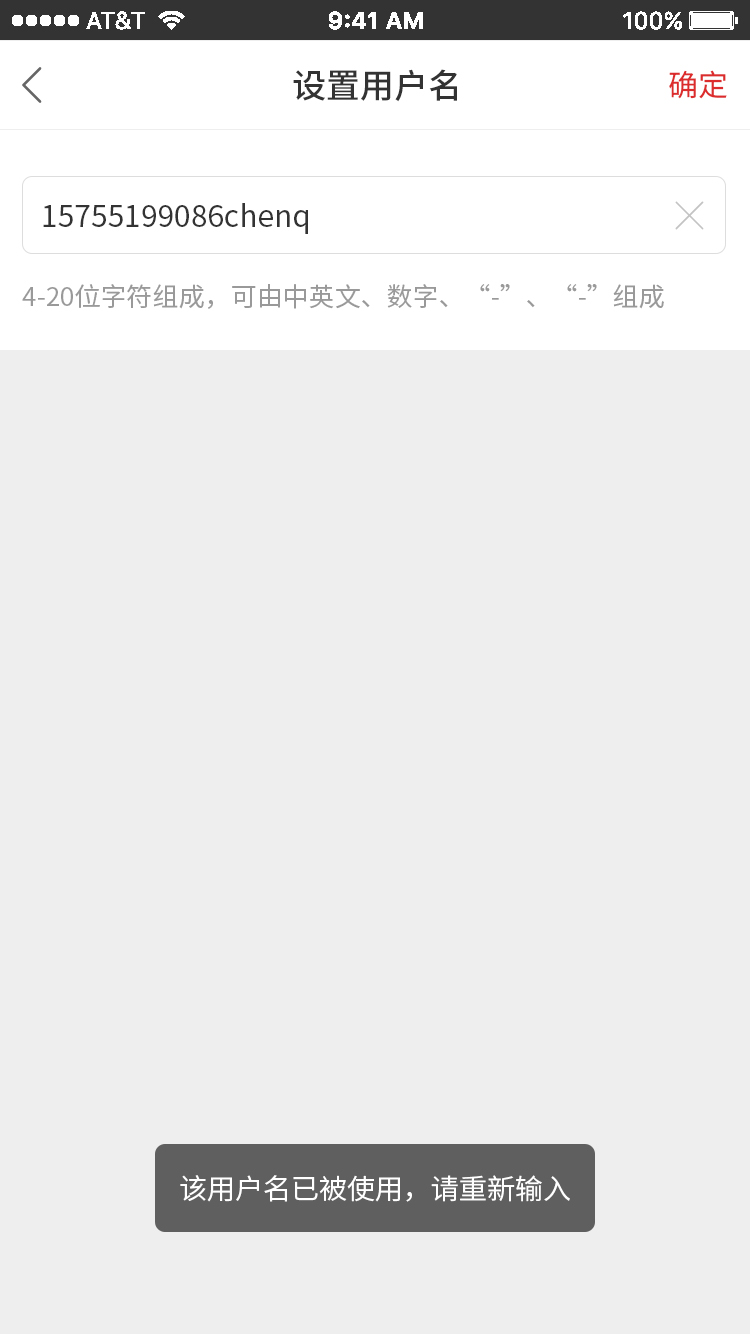 AT&T 9:41 AM 100%
设置用户名 确定
15755199086chenq
4-20位字符组成，可由中英文、数字、“-”、“-”组成
该用户名已被使用，请重新输入